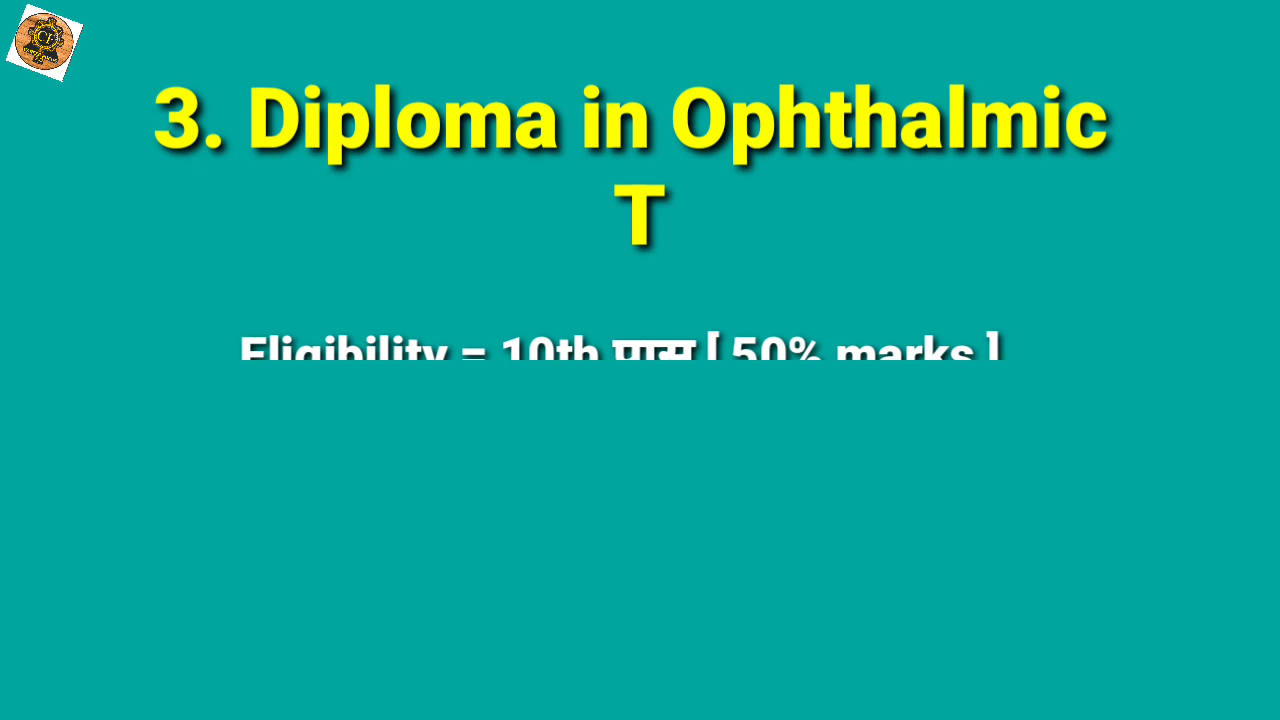 3. Diploma in Ophthalmic
T
Eligibility = 10th पास [ 50% marks ]